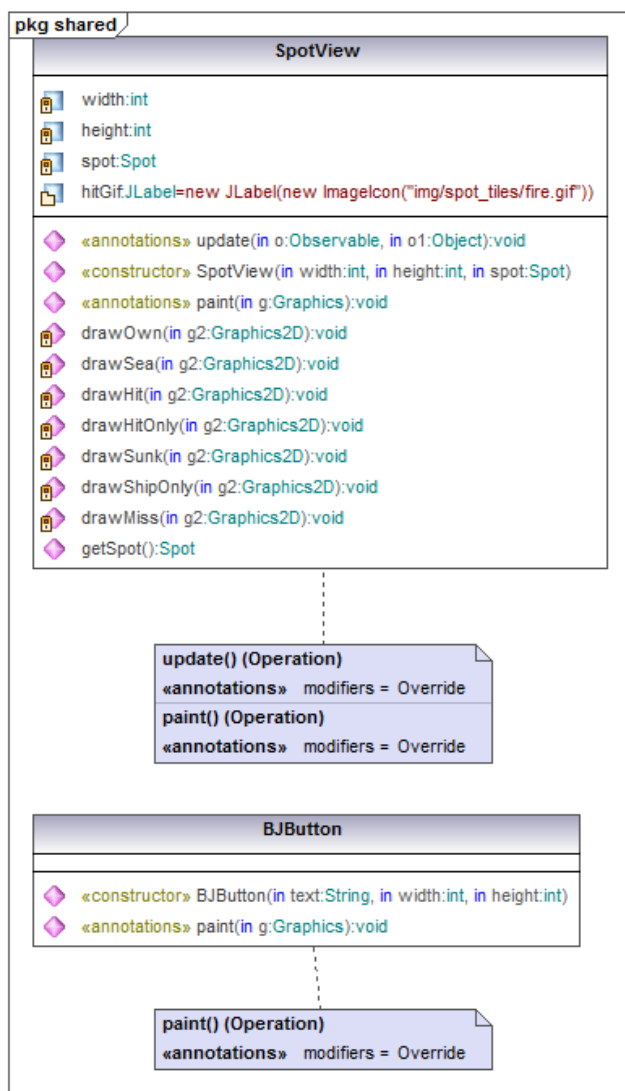 pkg shared
SpotView
width:int
height:int
spot:Spot
hitGif:JLabel=new JLabel(new ImageIcon("img/spot_tiles/fire.gif"))
«annotations» update(in o:Observable, in o1:Object):void
«constructor» SpotView(in width:int, in height:int, in spot:Spot)
«annotations» paint(in g:Graphics):void
drawOwn(in g2:Graphics2D):void
drawSea(in g2:Graphics2D):void
drawHit(in g2:Graphics2D):void
drawHitOnly(in g2:Graphics2D):void
drawSunk(in g2:Graphics2D):void
drawShipOnly(in g2:Graphics2D):void
drawMiss(in g2:Graphics2D):void
getSpot():Spot
update() (Operation)
«annotations» modifiers = Override
paint() (Operation)
«annotations» modifiers = Override
BJButton
«constructor» BJButton(in text:String, in width:int, in height:int)
«annotations» paint(in g:Graphics):void
paint() (Operation)
«annotations» modifiers = Override